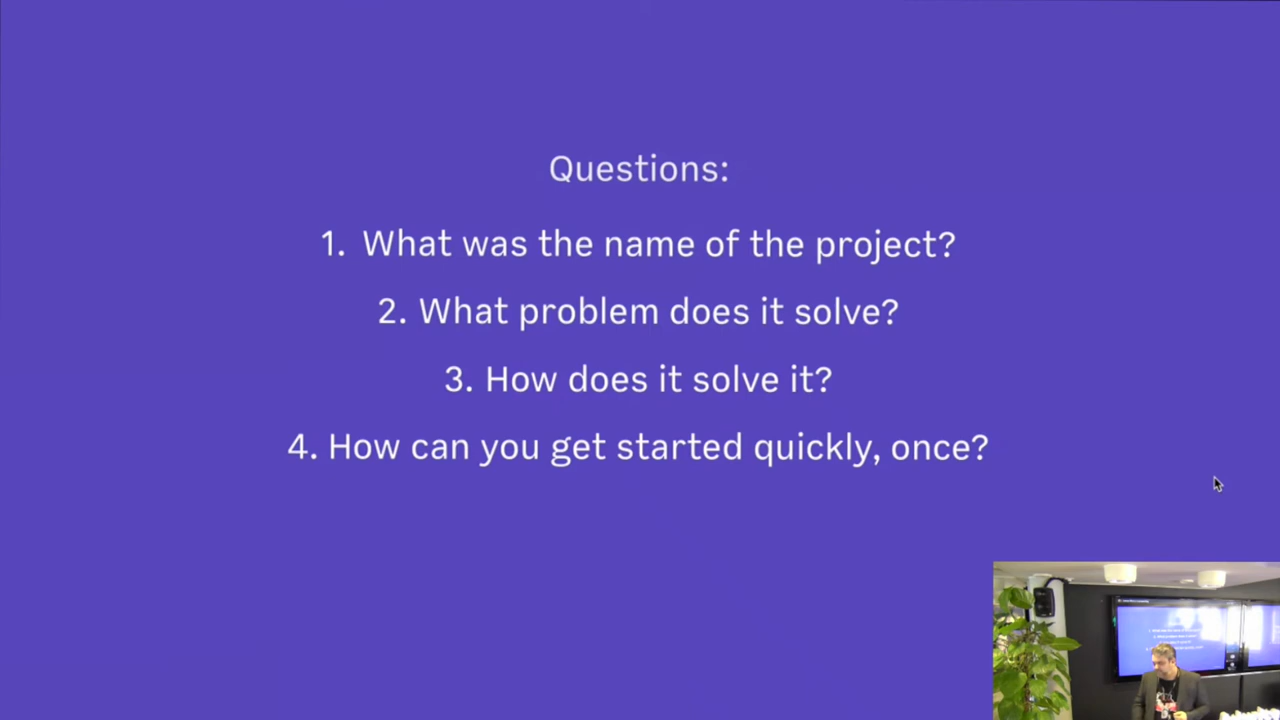 Questions:
1. What was the name of the project?
2. What problem does it solve?
3. How does it solve it?
4. How can you get started quickly, once?